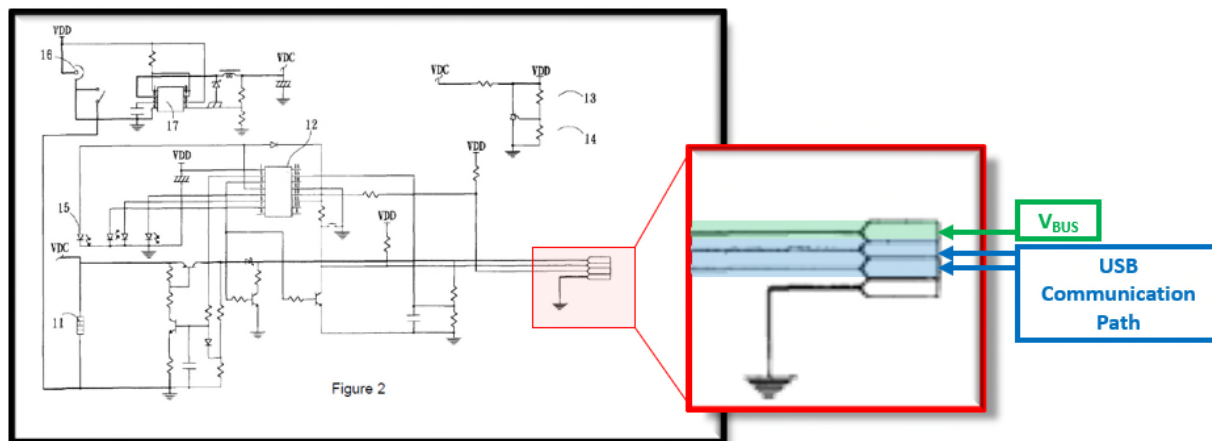 VDD
16
VDC
17
VDC
VDD
13
14
12
VDD
VDD
15
VDD
VDC
11
Figure 2
V_BUS
USB
Communication
Path